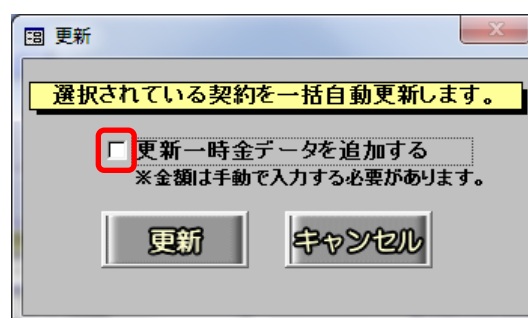 更新
選択されている契約を一括自動更新します。
更新一時金データを追加する
※金額は手動で入力する必要があります。
更新 キャンセル